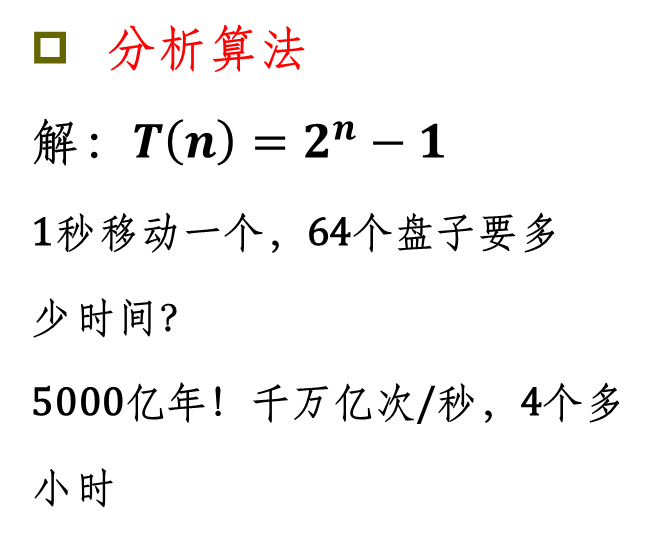 分析算法
解：T(n) = 2ⁿ − 1
1秒移动一个，64个盘子要多
少时间？
5000亿年！千万亿次/秒，4个多
小时